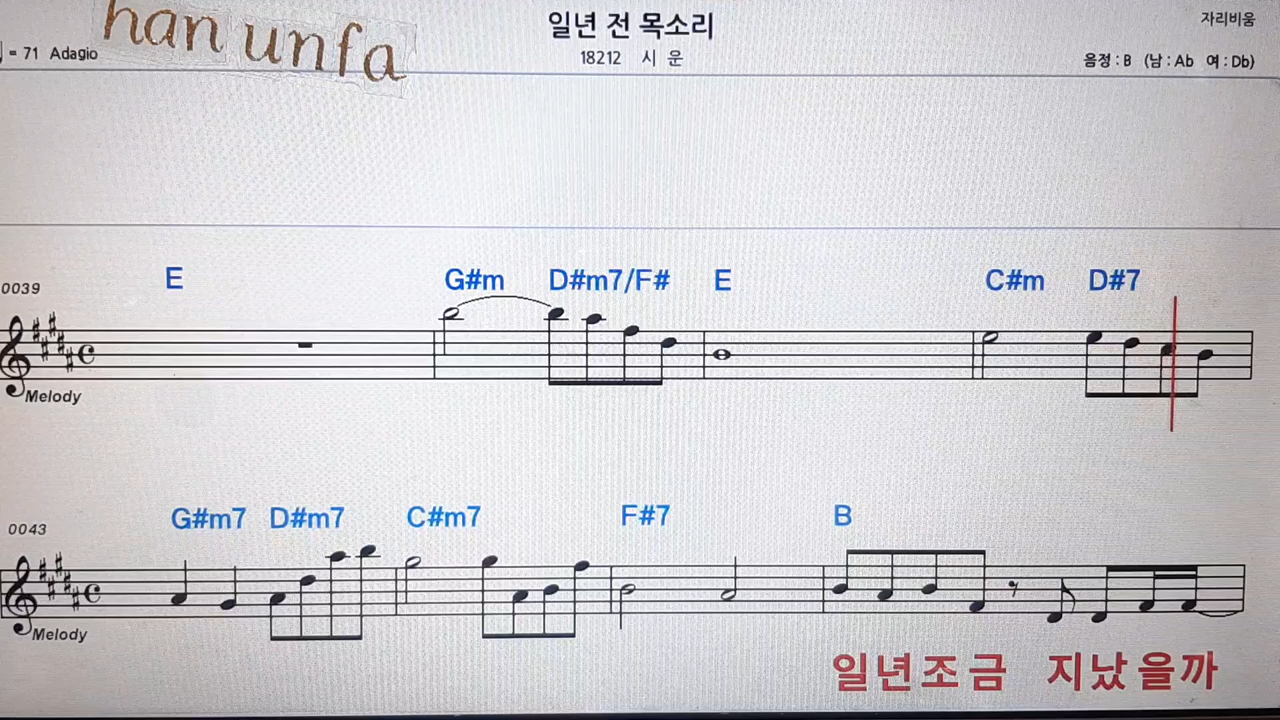 han unfa
일년 전 목소리
자리비움
= 71 Adagio
18212 시 운
음정 : B (남 : Ab 여 : Db)
E G#m D#m7/F# E C#m D#7
0039
Melody
G#m7 D#m7 C#m7 F#7 B
0043
Melody
일년조금 지났을까